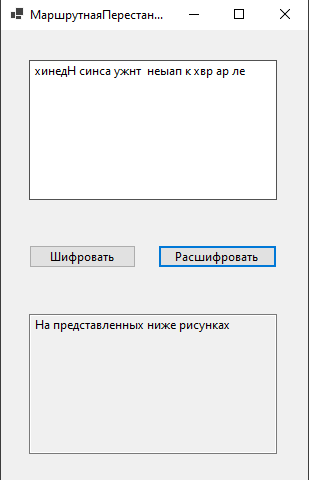 МаршрутнаяПерестан...
хинедН синса ужнт  неыап к хвр ар ле
Шифровать
Расшифровать
На представленных ниже рисунках